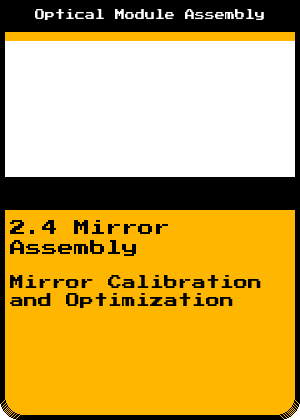 Optical Module Assembly
2.4 Mirror
Assembly
Mirror Calibration
and Optimization